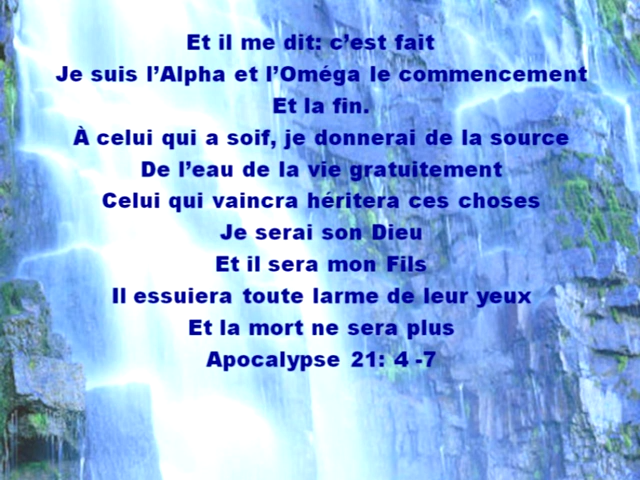 Et il me dit: c’est fait
Je suis l’Alpha et l’Oméga le commencement
Et la fin.
À celui qui a soif, je donnerai de la source
De l’eau de la vie gratuitement
Celui qui vaincra héritera ces choses
Je serai son Dieu
Et il sera mon Fils
Il essuiera toute larme de leur yeux
Et la mort ne sera plus
Apocalypse 21: 4 -7